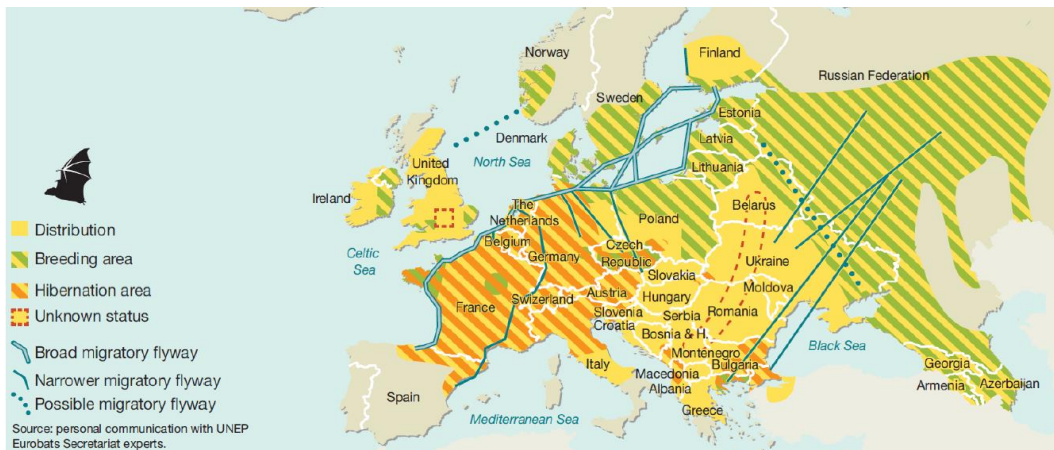 Norway
Finland
Russian Federation
Sweden
Estonia
Denmark
Latvia
North Sea
Lithuania
United
Kingdom
Ireland
The
Netherlands
Belarus
Poland
Belgium
Celtic
Sea
Germany
Czech
Republic
Ukraine
Slovakia
Moldova
France
Swizerland
Austria
Hungary
Romania
Slovenia
Serbia
Croatia
Bosnia & H.
Black Sea
Montenegro
Italy
Bulgaria
Georgia
Macedonia
Albania
Armenia
Azerbaijan
Spain
Greece
Mediterranean Sea
Distribution
Breeding area
Hibernation area
Unknown status
Broad migratory flyway
Narrower migratory flyway
Possible migratory flyway
Source: personal communication with UNEP
Eurobats Secretariat experts.